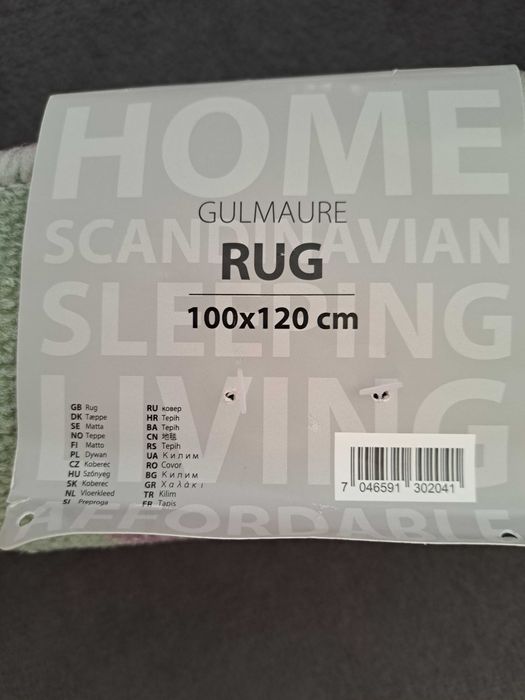 HOME
GULMAURE
SCANDINAVIAN
RUG
SLEEPING
100x120 cm
LIVING
GB Rug
DK Tæppe
SE Matta
NO Teppe
FI Matto
PL Dywan
CZ Koberec
HU Szőnyeg
SK Koberec
NL Vloerkleed
SI Preproga
RU ковер
HR Tepih
BA Tepih
CN 地毯
RS Tepih
UA Килим
RO Covor
BG Килим
GR Χαλάκι
TR Kilim
FR Tapis
7 046591 302041
AFFORDABLE